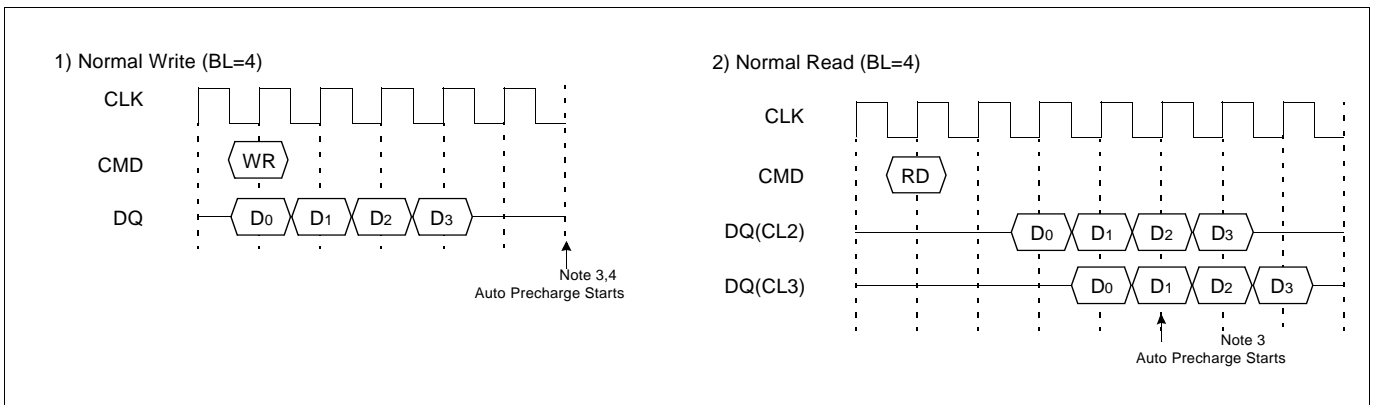 1) Normal Write (BL=4)
CLK
CMD
WR
DQ
D0 D1 D2 D3
Note 3,4
Auto Precharge Starts
2) Normal Read (BL=4)
CLK
CMD
RD
DQ(CL2)
D0 D1 D2 D3
DQ(CL3)
D0 D1 D2 D3
Note 3
Auto Precharge Starts